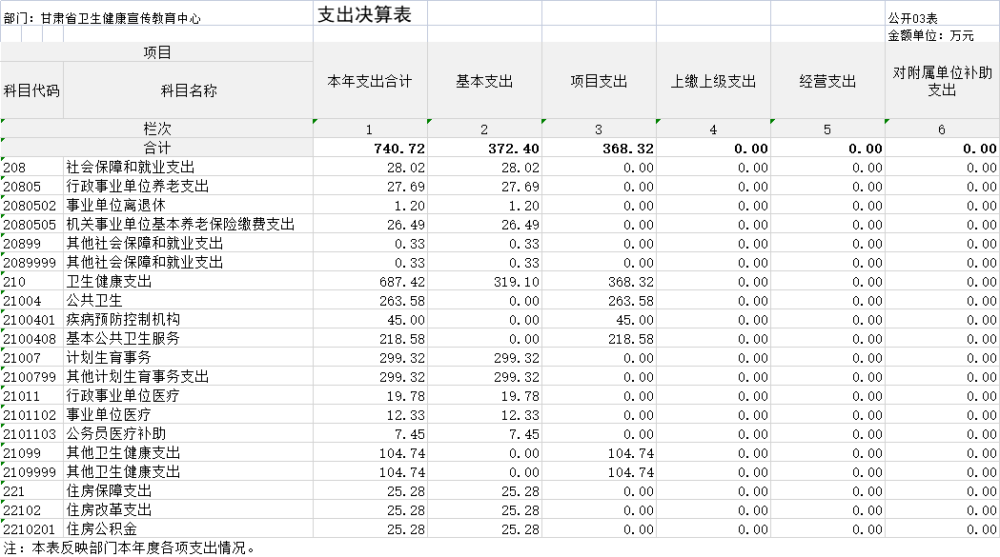 支出决算表
部门：甘肃省卫生健康宣传教育中心 公开03表
金额单位：万元
项目 本年支出合计 基本支出 项目支出 上缴上级支出 经营支出 对附属单位补助支出
科目代码 科目名称
栏次 1 2 3 4 5 6
合计 740.72 372.40 368.32 0.00 0.00 0.00
208 社会保障和就业支出 28.02 28.02 0.00 0.00 0.00 0.00
20805 行政事业单位养老支出 27.69 27.69 0.00 0.00 0.00 0.00
2080502 事业单位离退休 1.20 1.20 0.00 0.00 0.00 0.00
2080505 机关事业单位基本养老保险缴费支出 26.49 26.49 0.00 0.00 0.00 0.00
20899 其他社会保障和就业支出 0.33 0.33 0.00 0.00 0.00 0.00
2089999 其他社会保障和就业支出 0.33 0.33 0.00 0.00 0.00 0.00
210 卫生健康支出 687.42 319.10 368.32 0.00 0.00 0.00
21004 公共卫生 263.58 0.00 263.58 0.00 0.00 0.00
2100401 疾病预防控制机构 45.00 0.00 45.00 0.00 0.00 0.00
2100408 基本公共卫生服务 218.58 0.00 218.58 0.00 0.00 0.00
21007 计划生育事务 299.32 299.32 0.00 0.00 0.00 0.00
2100799 其他计划生育事务支出 299.32 299.32 0.00 0.00 0.00 0.00
21011 行政事业单位医疗 19.78 19.78 0.00 0.00 0.00 0.00
2101102 事业单位医疗 12.33 12.33 0.00 0.00 0.00 0.00
2101103 公务员医疗补助 7.45 7.45 0.00 0.00 0.00 0.00
21099 其他卫生健康支出 104.74 0.00 104.74 0.00 0.00 0.00
2109999 其他卫生健康支出 104.74 0.00 104.74 0.00 0.00 0.00
221 住房保障支出 25.28 25.28 0.00 0.00 0.00 0.00
22102 住房改革支出 25.28 25.28 0.00 0.00 0.00 0.00
2210201 住房公积金 25.28 25.28 0.00 0.00 0.00 0.00
注：本表反映部门本年度各项支出情况。